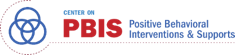 CENTER ON
PBIS
Positive Behavioral
Interventions & Supports